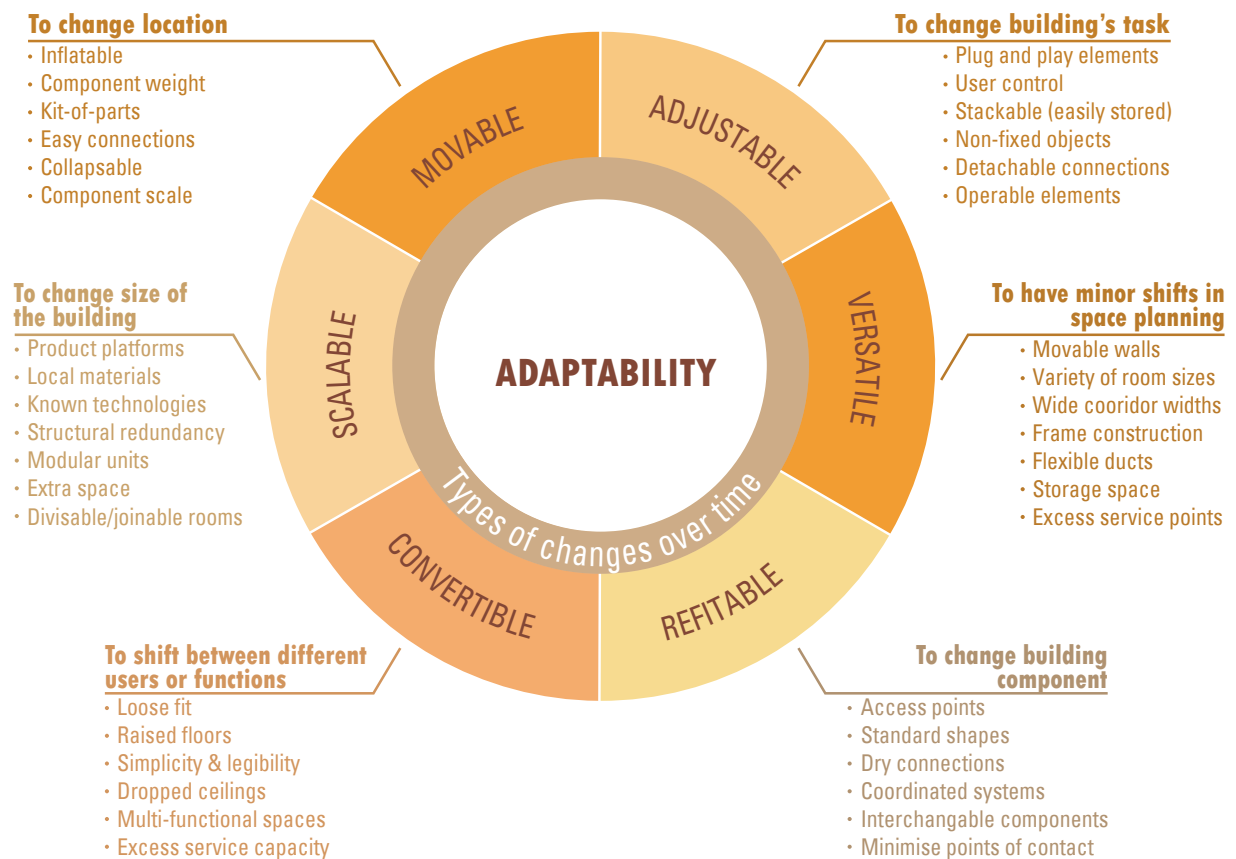 To change location
• Inflatable
• Component weight
• Kit-of-parts
• Easy connections
• Collapsable
• Component scale
To change building's task
• Plug and play elements
• User control
• Stackable (easily stored)
• Non-fixed objects
• Detachable connections
• Operable elements
MOVABLE
ADJUSTABLE
To change size of
the building
• Product platforms
• Local materials
• Known technologies
• Structural redundancy
• Modular units
• Extra space
• Divisable/joinable rooms
SCALABLE
ADAPTABILITY
Types of changes over time
VERSATILE
To have minor shifts in
space planning
• Movable walls
• Variety of room sizes
• Wide cooridor widths
• Frame construction
• Flexible ducts
• Storage space
• Excess service points
CONVERTIBLE
REFITABLE
To shift between different
users or functions
• Loose fit
• Raised floors
• Simplicity & legibility
• Dropped ceilings
• Multi-functional spaces
• Excess service capacity
To change building
component
• Access points
• Standard shapes
• Dry connections
• Coordinated systems
• Interchangable components
• Minimise points of contact